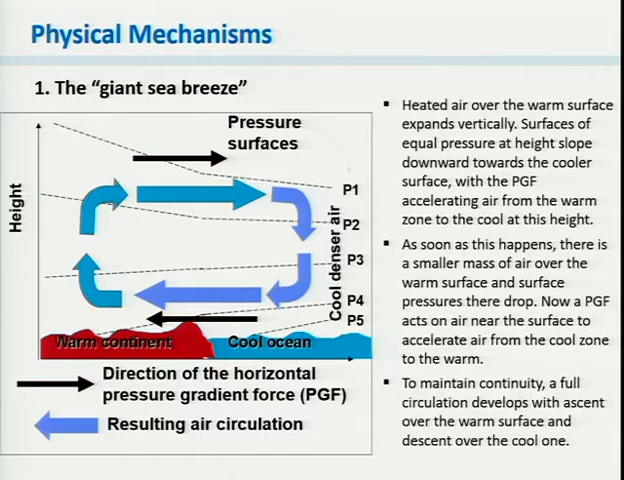 Physical Mechanisms
1. The “giant sea breeze”
Pressure
surfaces
Height
P1
P2
P3
P4
P5
Cool denser air
Warm continent
Cool ocean
Direction of the horizontal
pressure gradient force (PGF)
Resulting air circulation
▪ Heated air over the warm surface
expands vertically. Surfaces of
equal pressure at height slope
downward towards the cooler
surface, with the PGF
accelerating air from the warm
zone to the cool at this height.
▪ As soon as this happens, there is
a smaller mass of air over the
warm surface and surface
pressures there drop. Now a PGF
acts on air near the surface to
accelerate air from the cool zone
to the warm.
▪ To maintain continuity, a full
circulation develops with ascent
over the warm surface and
descent over the cool one.